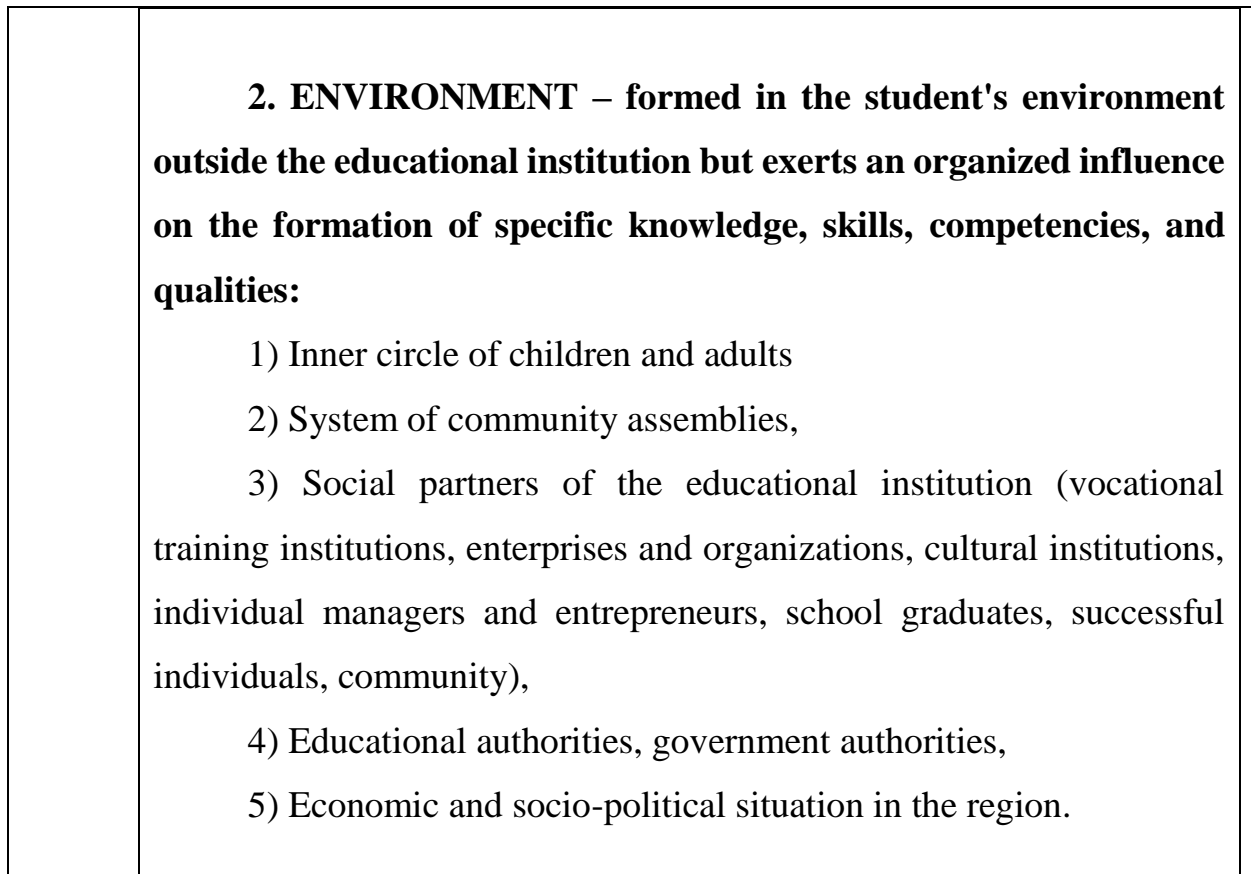 2. ENVIRONMENT – formed in the student's environment
outside the educational institution but exerts an organized influence
on the formation of specific knowledge, skills, competencies, and
qualities:
1) Inner circle of children and adults
2) System of community assemblies,
3) Social partners of the educational institution (vocational
training institutions, enterprises and organizations, cultural institutions,
individual managers and entrepreneurs, school graduates, successful
individuals, community),
4) Educational authorities, government authorities,
5) Economic and socio-political situation in the region.